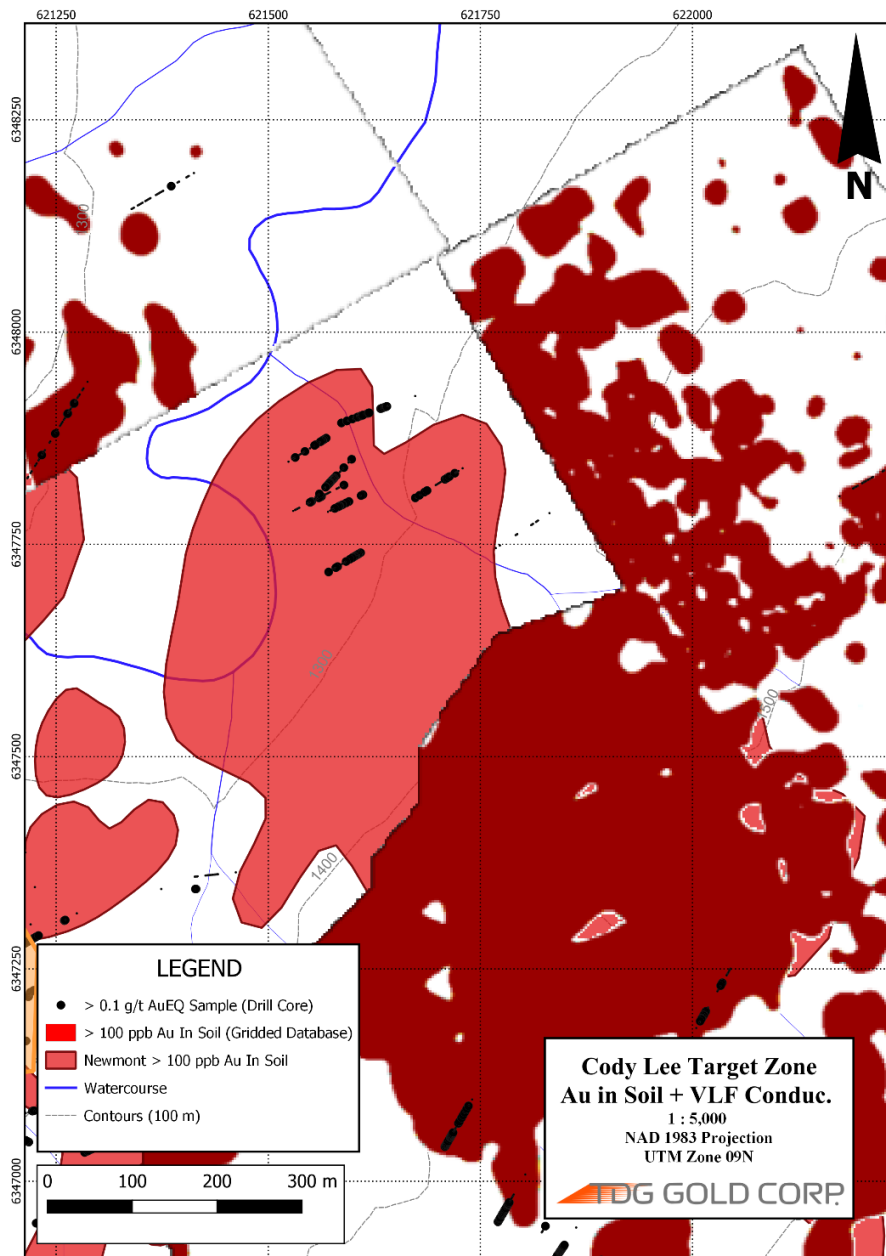 621250
621500
621750
622000
6348250
6348000
6347750
6347500
6347250
6347000
N
300
1300
1400
1500
LEGEND
> 0.1 g/t AuEQ Sample (Drill Core)
> 100 ppb Au In Soil (Gridded Database)
Newmont > 100 ppb Au In Soil
Watercourse
Contours (100 m)
0 100 200 300 m
Cody Lee Target Zone
Au in Soil + VLF Conduc.
1 : 5,000
NAD 1983 Projection
UTM Zone 09N
TDG GOLD CORP.